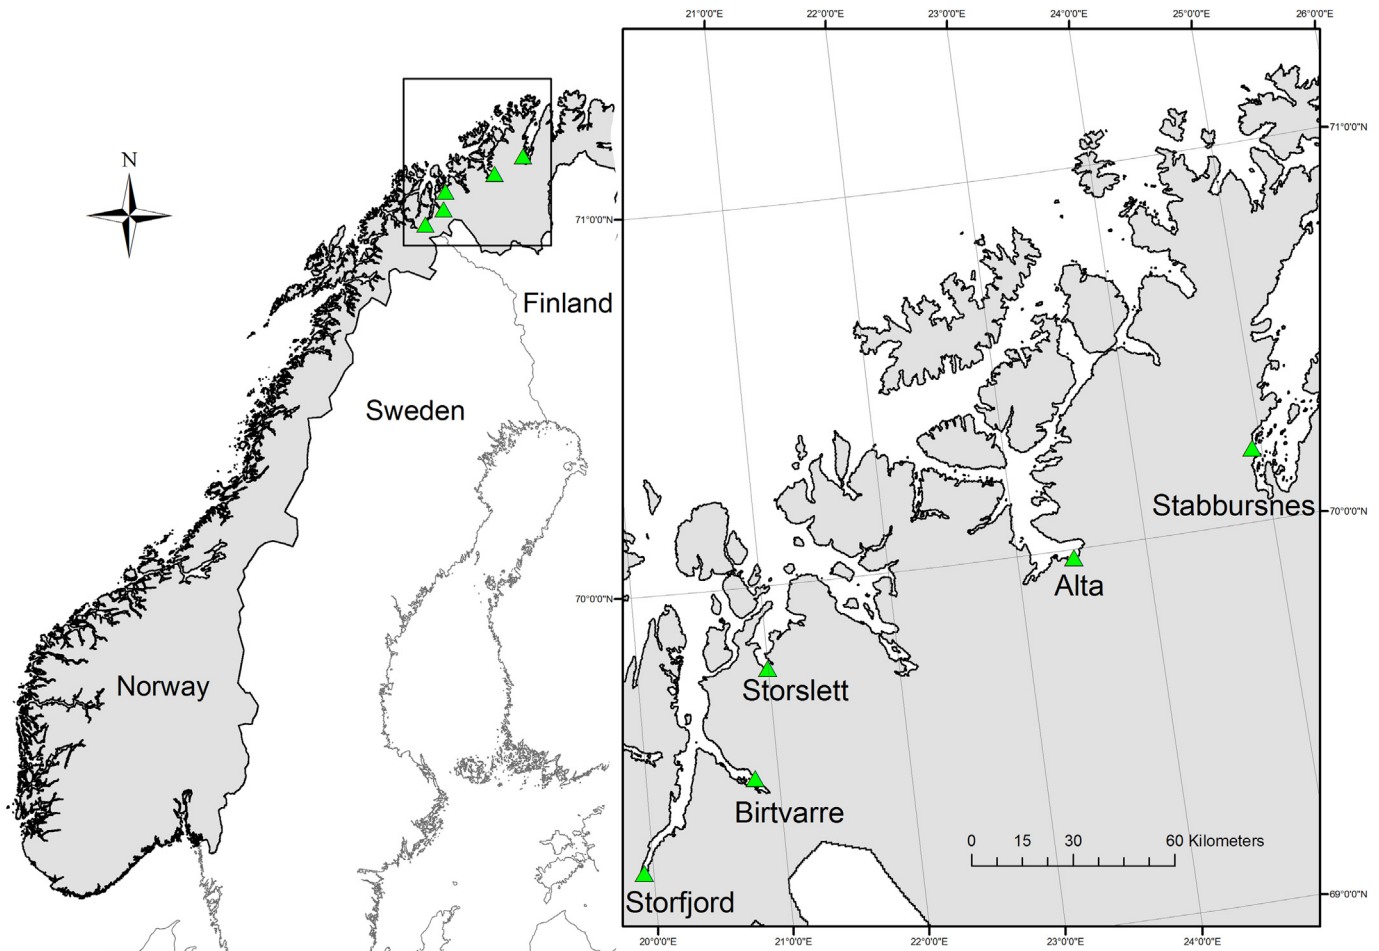 N
Finland
Sweden
Norway
21°0'0"E 22°0'0"E 23°0'0"E 24°0'0"E 25°0'0"E 26°0'0"E
71°0'0"N
71°0'0"N
Stabbursnes
70°0'0"N
Alta
70°0'0"N
Storslett
Birtvarre
0 15 30 60 Kilometers
Storfjord
69°0'0"N
20°0'0"E 21°0'0"E 22°0'0"E 23°0'0"E 24°0'0"E